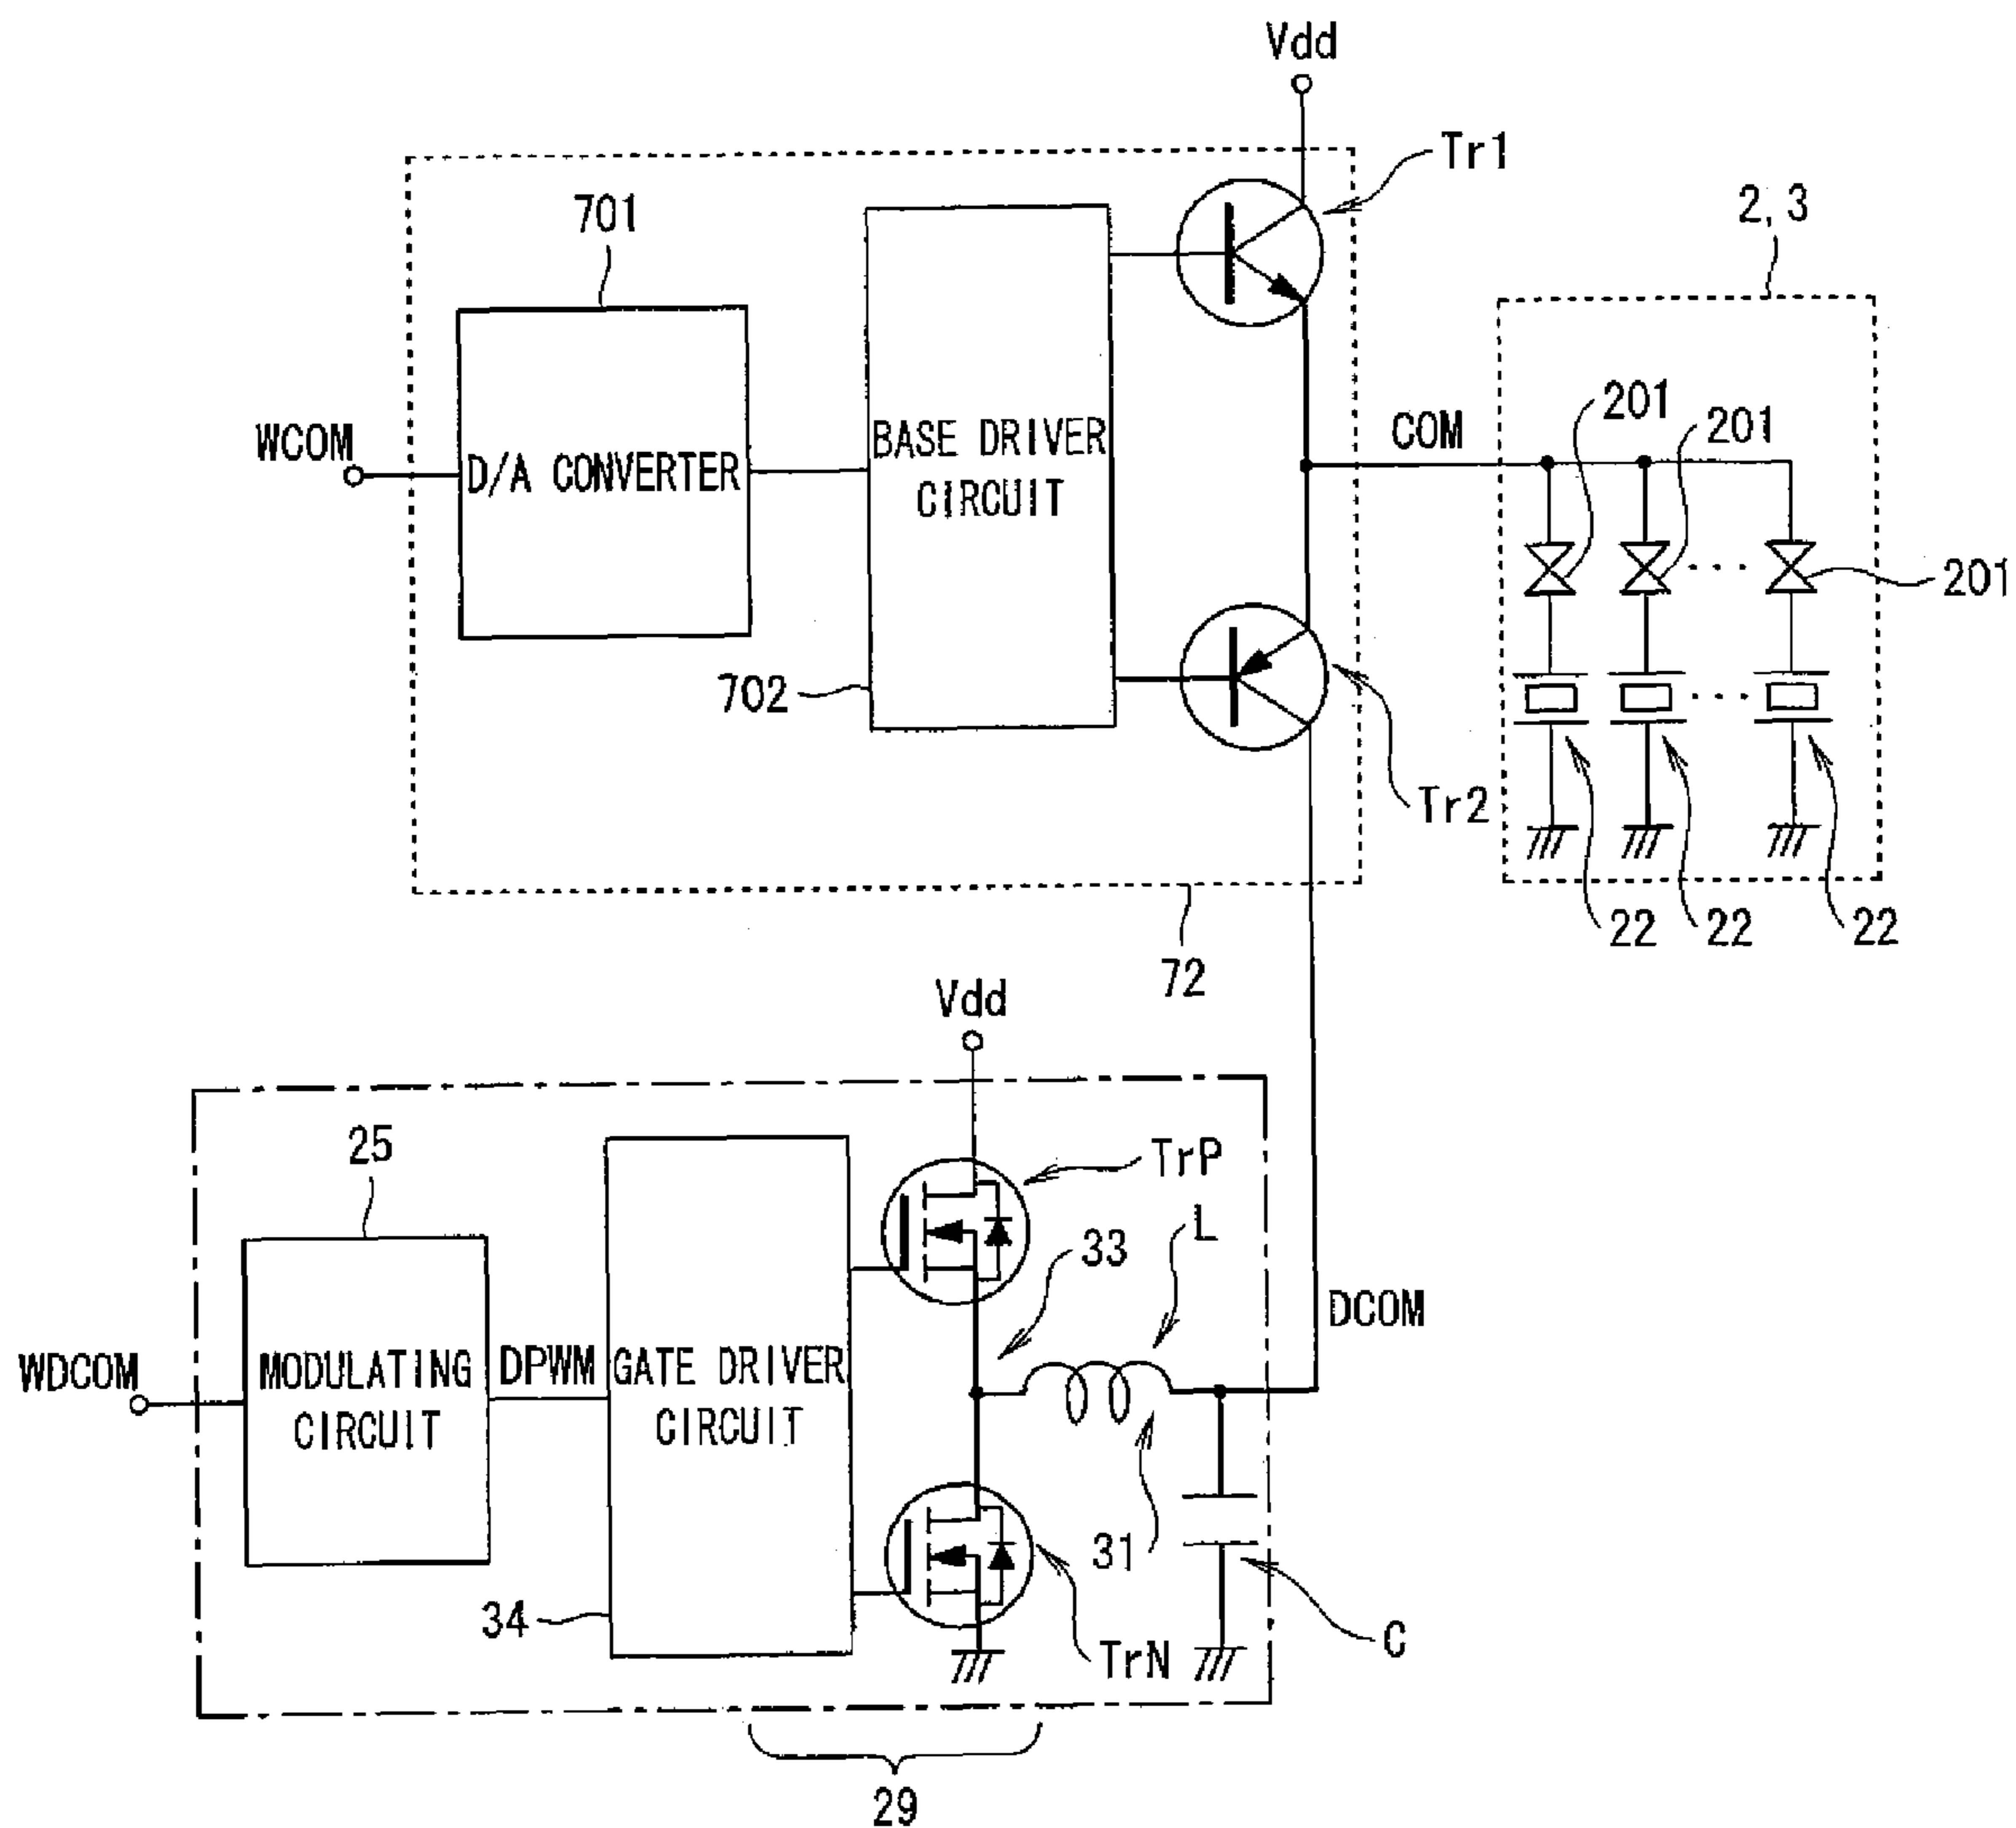 Vdd
Tr1
701
2, 3
WCOM
D/A CONVERTER
BASE DRIVER
CIRCUIT
COM
201
201
201
702
Tr2
22
22
22
72
Vdd
25
TrP
33
L
DCOM
WDCOM
MODULATING
CIRCUIT
DPWM
GATE DRIVER
CIRCUIT
34
31
TrN
C
29